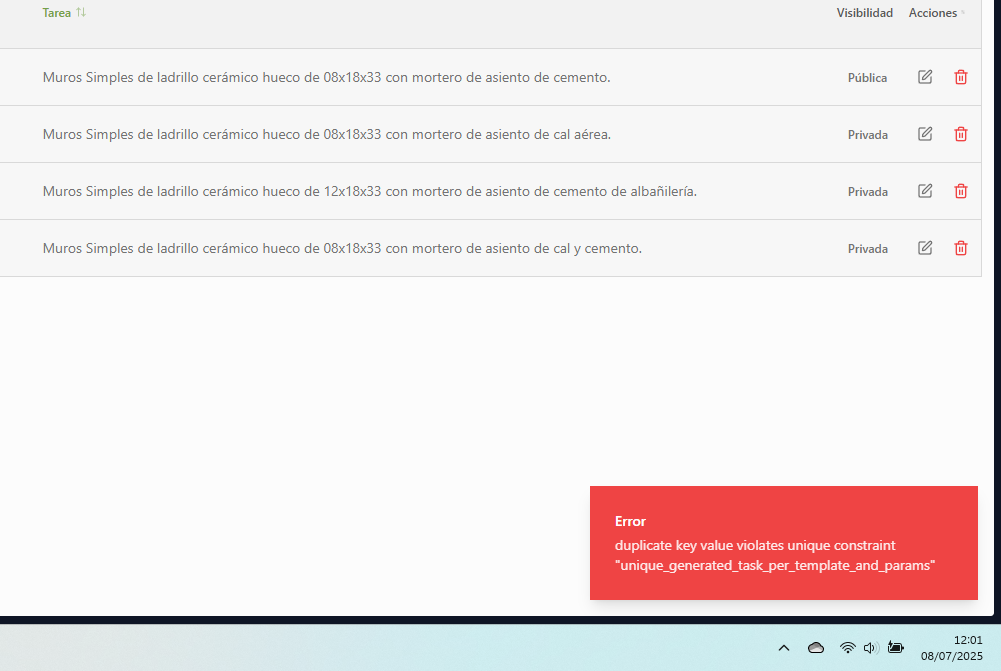 Tarea Visibilidad Acciones
Muros Simples de ladrillo cerámico hueco de 08x18x33 con mortero de asiento de cemento. Pública
Muros Simples de ladrillo cerámico hueco de 08x18x33 con mortero de asiento de cal aérea. Privada
Muros Simples de ladrillo cerámico hueco de 12x18x33 con mortero de asiento de cemento de albañilería. Privada
Muros Simples de ladrillo cerámico hueco de 08x18x33 con mortero de asiento de cal y cemento. Privada
Error
duplicate key value violates unique constraint
"unique_generated_task_per_template_and_params"
12:01
08/07/2025